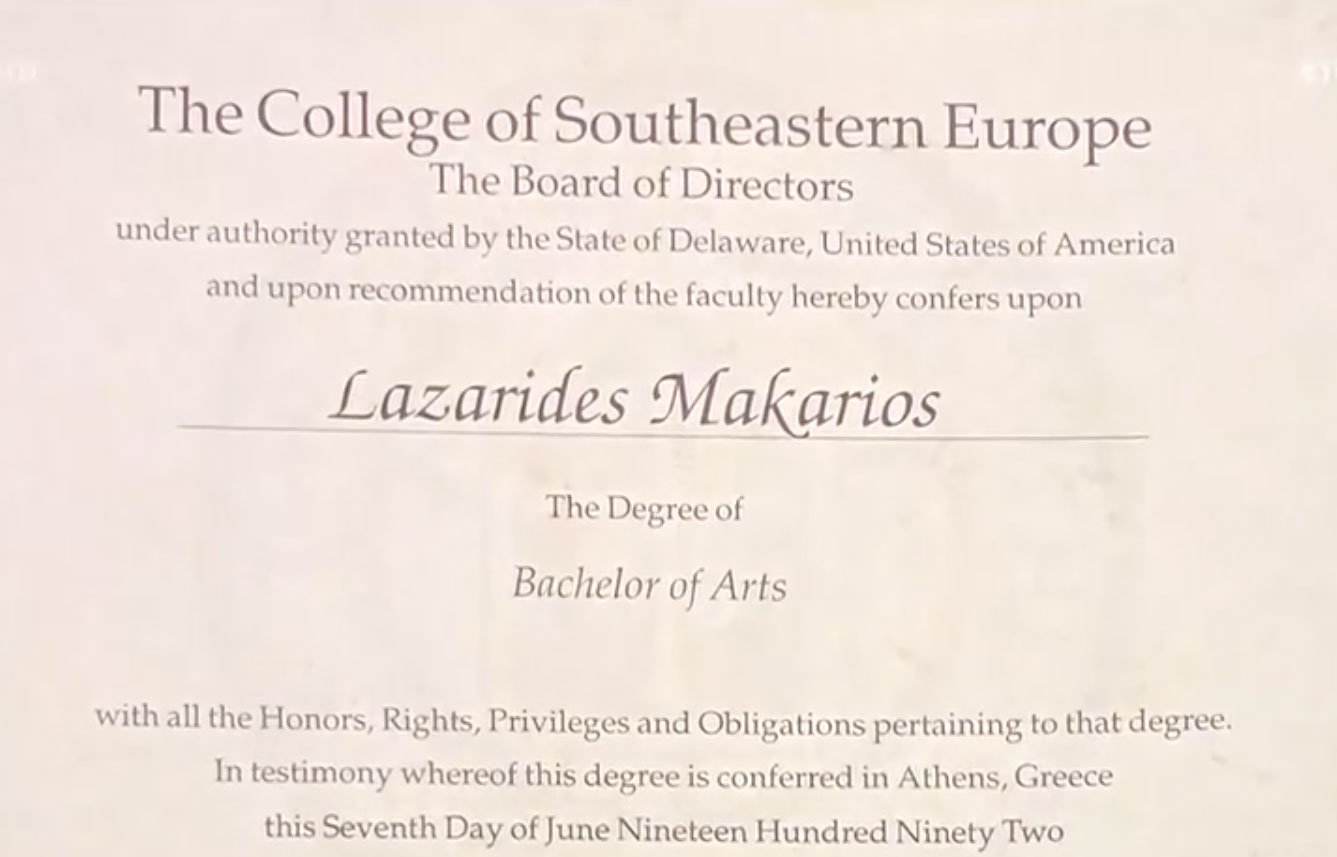 The College of Southeastern Europe
The Board of Directors
under authority granted by the State of Delaware, United States of America
and upon recommendation of the faculty hereby confers upon
Lazarides Makarios
The Degree of
Bachelor of Arts
with all the Honors, Rights, Privileges and Obligations pertaining to that degree.
In testimony whereof this degree is conferred in Athens, Greece
this Seventh Day of June Nineteen Hundred Ninety Two